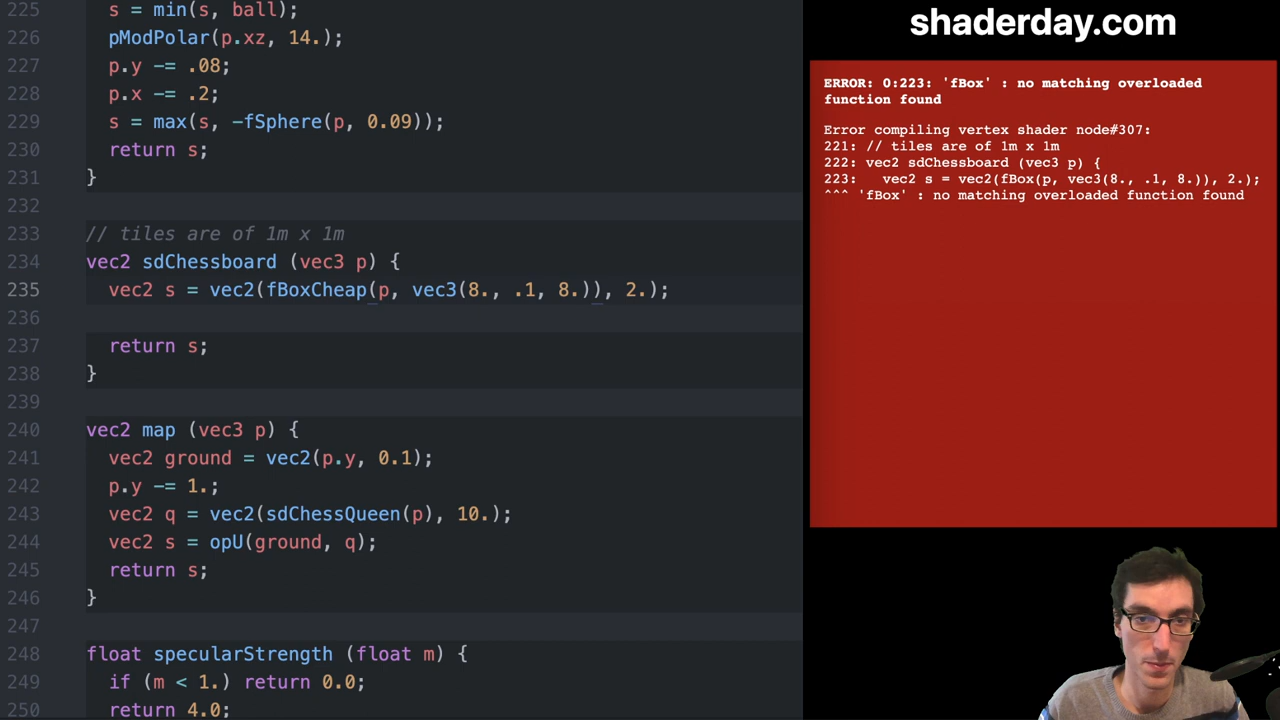 225 s = min(s, ball);
226 pModPolar(p.xz, 14.);
227 p.y -= .08;
228 p.x -= .2;
229 s = max(s, -fSphere(p, 0.09));
230 return s;
231 }
232
233 // tiles are of 1m x 1m
234 vec2 sdChessboard (vec3 p) {
235 vec2 s = vec2(fBoxCheap(p, vec3(8., .1, 8.)), 2.);
236
237 return s;
238 }
239
240 vec2 map (vec3 p) {
241 vec2 ground = vec2(p.y, 0.1);
242 p.y -= 1.;
243 vec2 q = vec2(sdChessQueen(p), 10.);
244 vec2 s = opU(ground, q);
245 return s;
246 }
247
248 float specularStrength (float m) {
249 if (m < 1.) return 0.0;
250 return 4.0;
shaderday.com
ERROR: 0:223: 'fBox' : no matching overloaded
function found
Error compiling vertex shader node#307:
221: // tiles are of 1m x 1m
222: vec2 sdChessboard (vec3 p) {
223: vec2 s = vec2(fBox(p, vec3(8., .1, 8.)), 2.);
^^^ 'fBox' : no matching overloaded function found